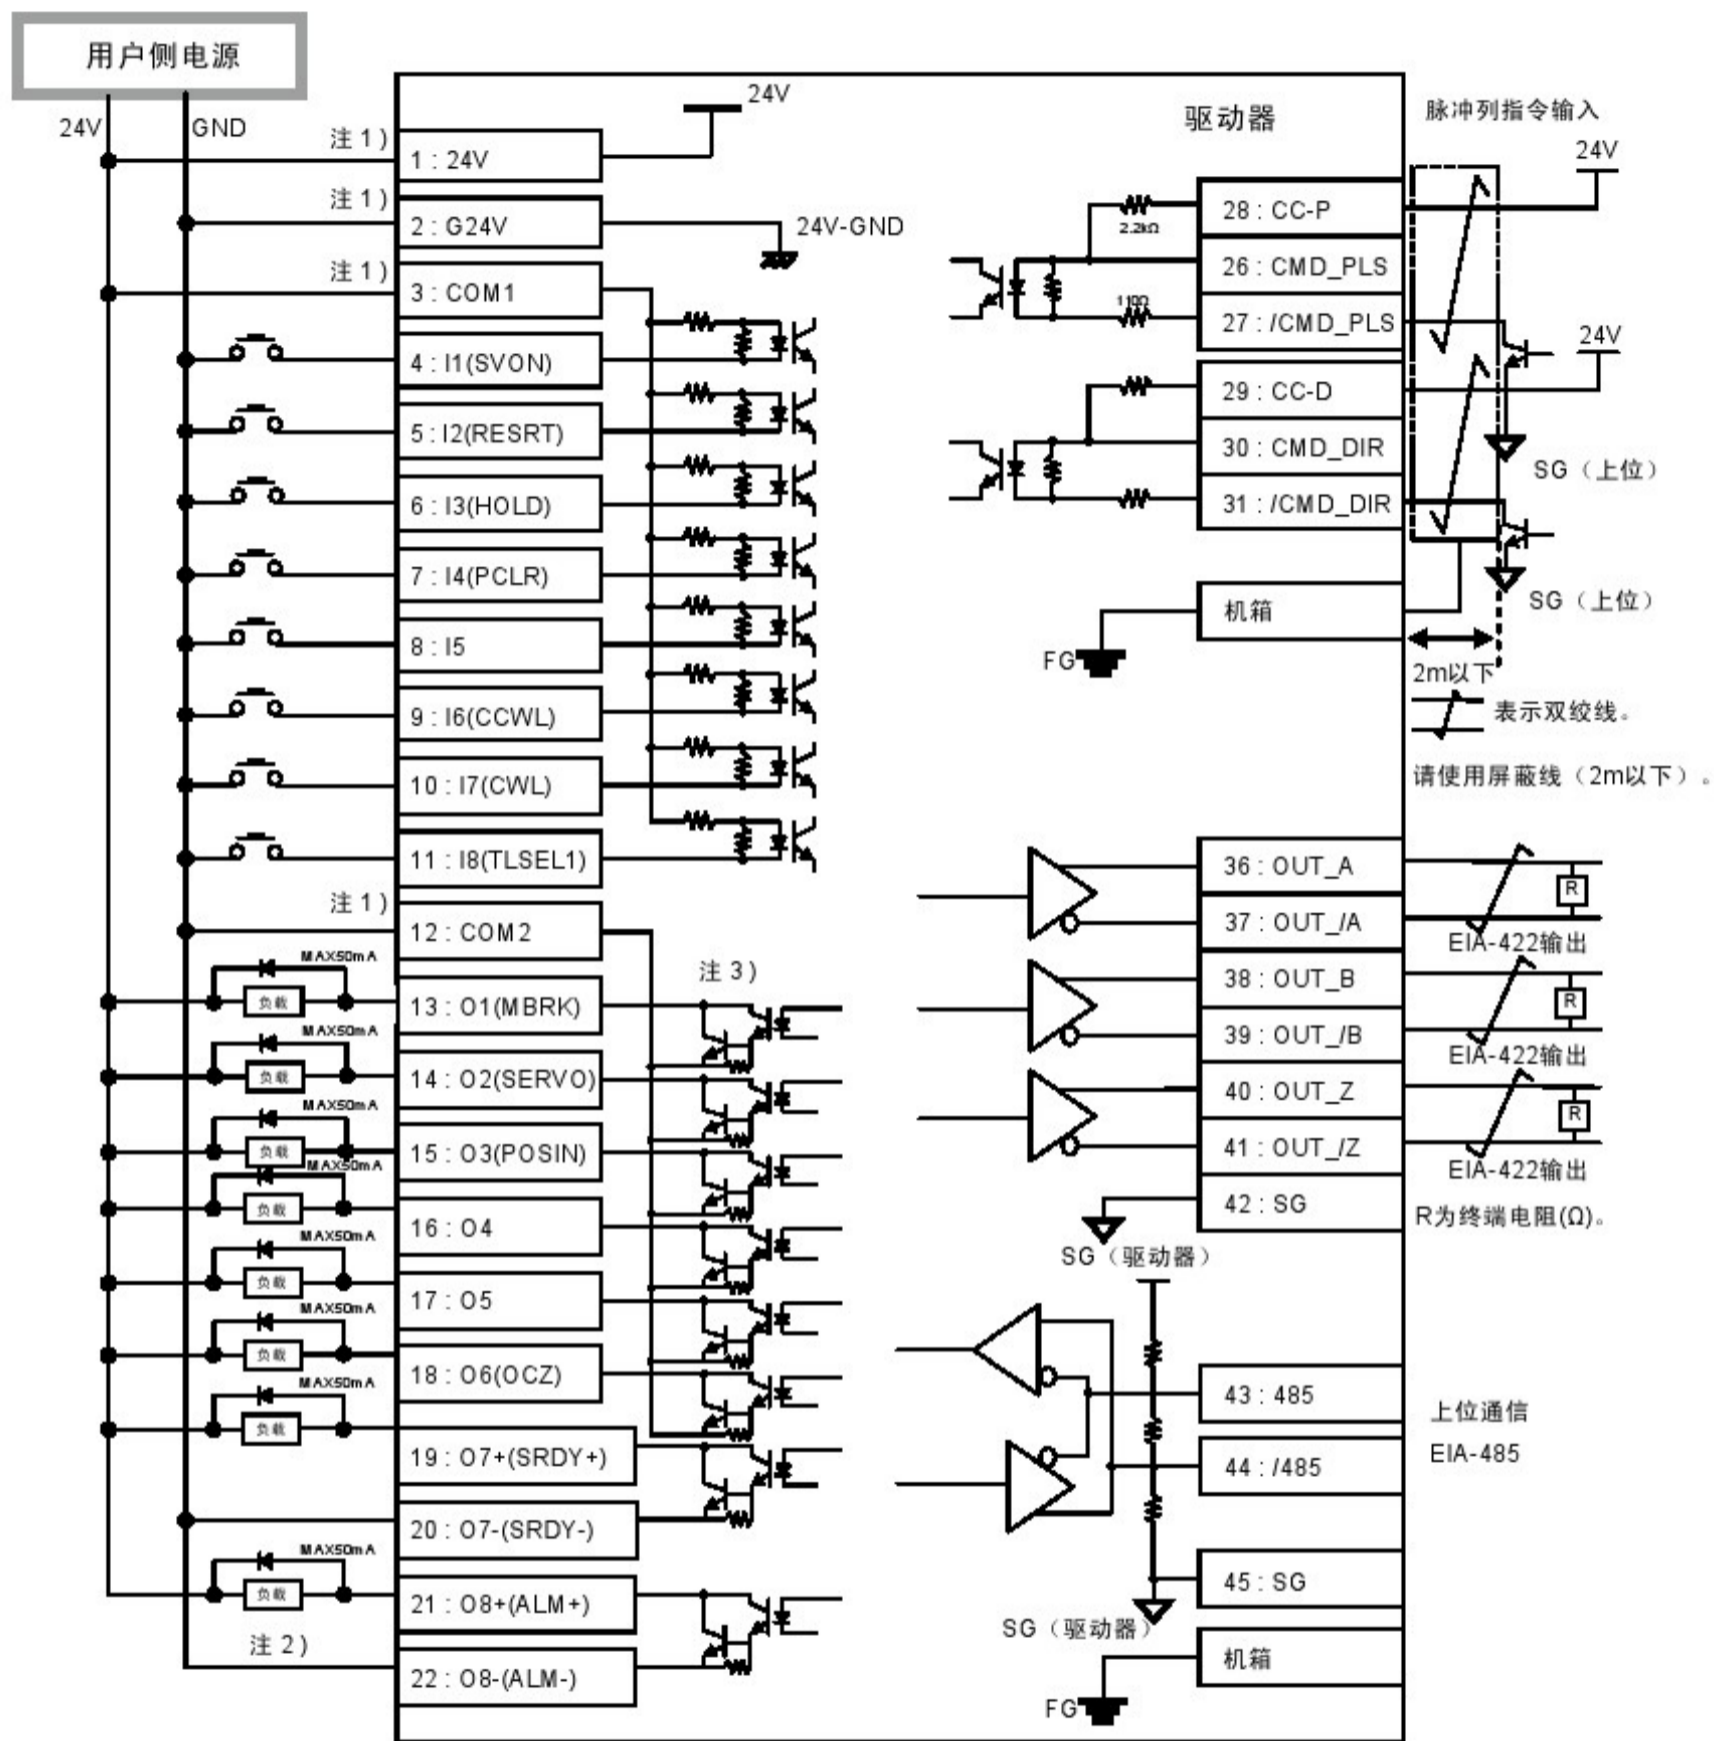 用户侧电源
24V
GND
24V
驱动器
脉冲列指令输入
24V
注 1 )
1 : 24V
注 1 )
2 : G24V
24V-GND
注 1 )
3 : COM1
4 : I1(SVON)
5 : I2(RESRT)
6 : I3(HOLD)
7 : I4(PCLR)
8 : I5
9 : I6(CCWL)
10 : I7(CWL)
11 : I8(TLSEL1)
注 1 )
12 : COM2
注 3 )
MAX50mA
负载
13 : O1(MBRK)
MAX50mA
负载
14 : O2(SERVO)
MAX50mA
负载
15 : O3(POSIN)
MAX50mA
负载
16 : O4
MAX50mA
负载
17 : O5
MAX50mA
负载
18 : O6(OCZ)
MAX50mA
负载
19 : O7+(SRDY+)
20 : O7-(SRDY-)
MAX50mA
负载
21 : O8+(ALM+)
注 2 )
22 : O8-(ALM-)
28 : CC-P
2.2kΩ
26 : CMD_PLS
110Ω
27 : /CMD_PLS
24V
29 : CC-D
30 : CMD_DIR
SG（上位）
31 : /CMD_DIR
SG（上位）
机箱
FG
2m以下
表示双绞线。
请使用屏蔽线（2m以下）。
36 : OUT_A
R
37 : OUT_/A
EIA-422输出
38 : OUT_B
R
39 : OUT_/B
EIA-422输出
40 : OUT_Z
R
41 : OUT_/Z
EIA-422输出
42 : SG
R为终端电阻(Ω)。
SG（驱动器）
43 : 485
上位通信
44 : /485
EIA-485
45 : SG
SG（驱动器）
机箱
FG